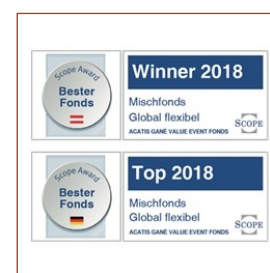 Scope Award
Bester
Fonds
Winner 2018
Mischfonds
Global flexibel
ACATIS GANÉ VALUE EVENT FONDS
SCOPE
Scope Award
Bester
Fonds
Top 2018
Mischfonds
Global flexibel
ACATIS GANÉ VALUE EVENT FONDS
SCOPE